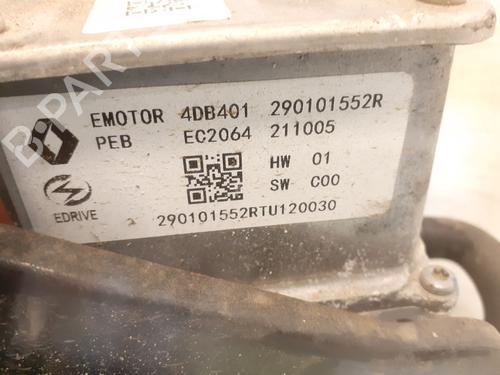 EMOTOR 4DB401 290101552R
PEB EC2064 211005
HW 01
SW C00
EDRIVE
290101552RTU120030
B-PARTS